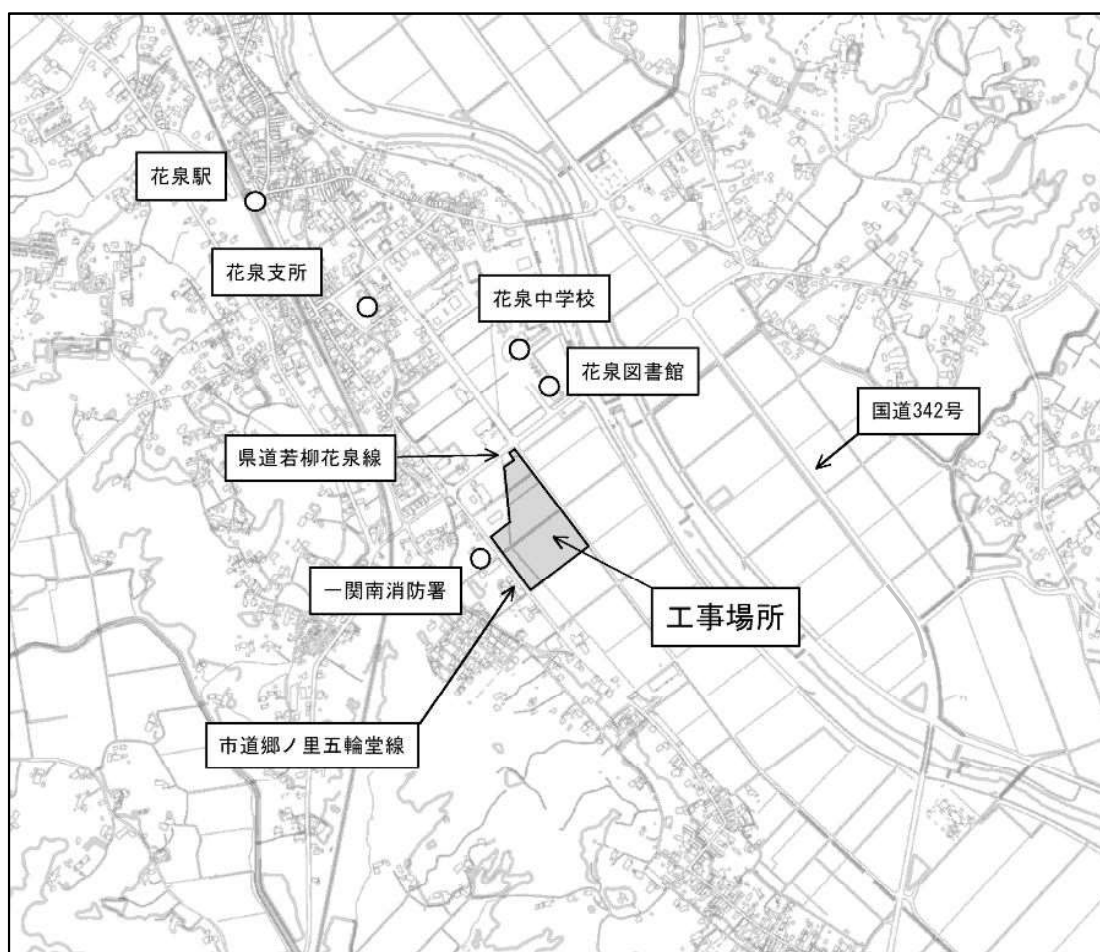 花泉駅
花泉支所
花泉中学校
花泉図書館
国道342号
県道若柳花泉線
一関南消防署
工事場所
市道郷ノ里五輪堂線